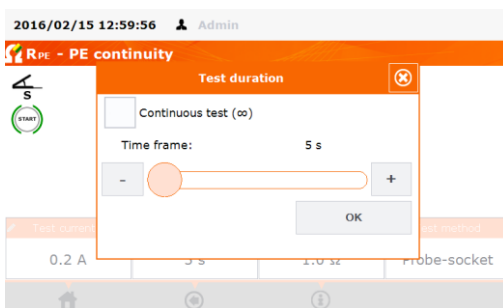 2016/02/15 12:59:56 Admin
RPE - PE continuity
Test duration
S
START
Continuous test (∞)
Time frame: 5 s
- +
OK
Test current test method
0.2 A 5 s 1.0 Ω Probe-socket